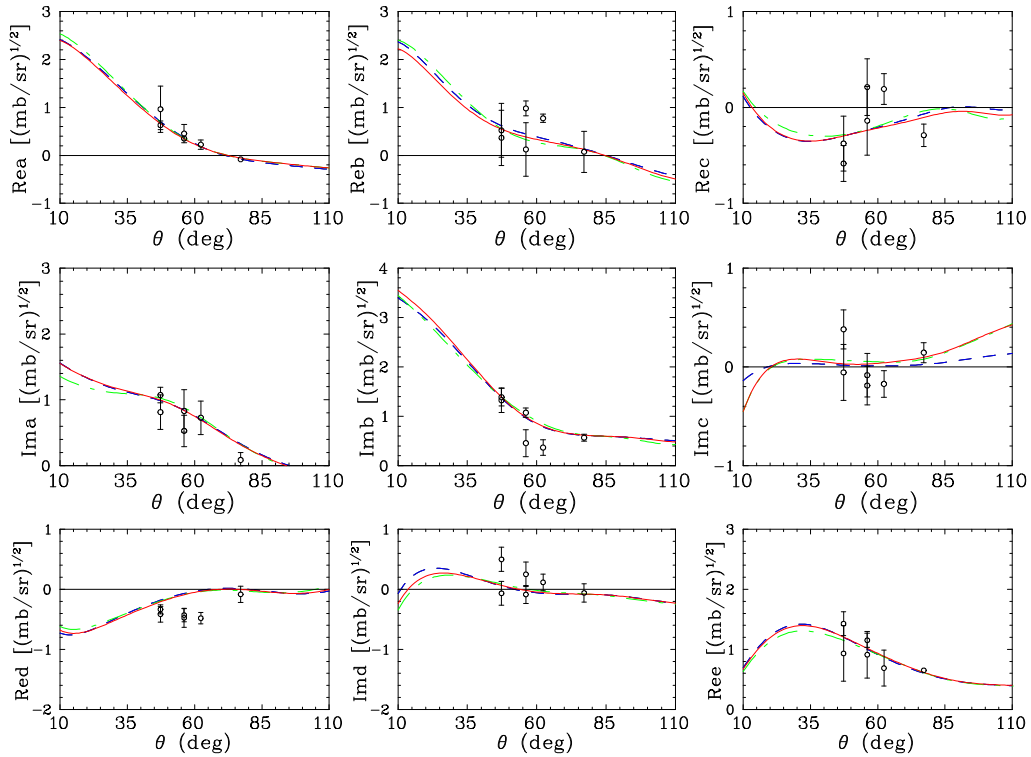 3
2
1
0
−1
Rea [(mb/sr)^1/2]
10 35 60 85 110
θ (deg)
3
2
1
0
−1
Reb [(mb/sr)^1/2]
10 35 60 85 110
θ (deg)
1
0
−1
Rec [(mb/sr)^1/2]
10 35 60 85 110
θ (deg)
3
2
1
0
Ima [(mb/sr)^1/2]
10 35 60 85 110
θ (deg)
4
3
2
1
0
Imb [(mb/sr)^1/2]
10 35 60 85 110
θ (deg)
1
0
−1
Imc [(mb/sr)^1/2]
10 35 60 85 110
θ (deg)
1
0
−1
−2
Red [(mb/sr)^1/2]
10 35 60 85 110
θ (deg)
1
0
−1
−2
Imd [(mb/sr)^1/2]
10 35 60 85 110
θ (deg)
3
2
1
0
Ree [(mb/sr)^1/2]
10 35 60 85 110
θ (deg)